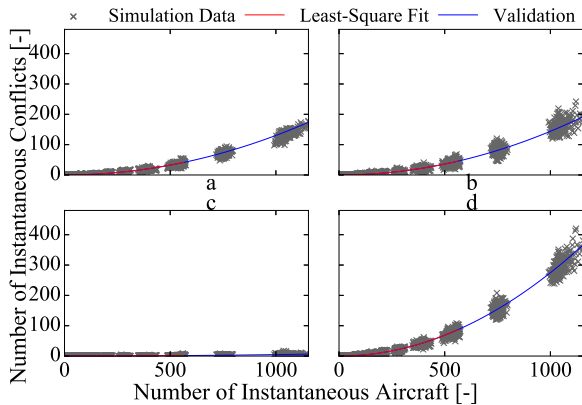 Simulation Data Least-Square Fit Validation
Number of Instantaneous Conflicts [-]
400
300
200
100
0
a
b
c
d
400
300
200
100
0
0 500 1000 0 500 1000
Number of Instantaneous Aircraft [-]